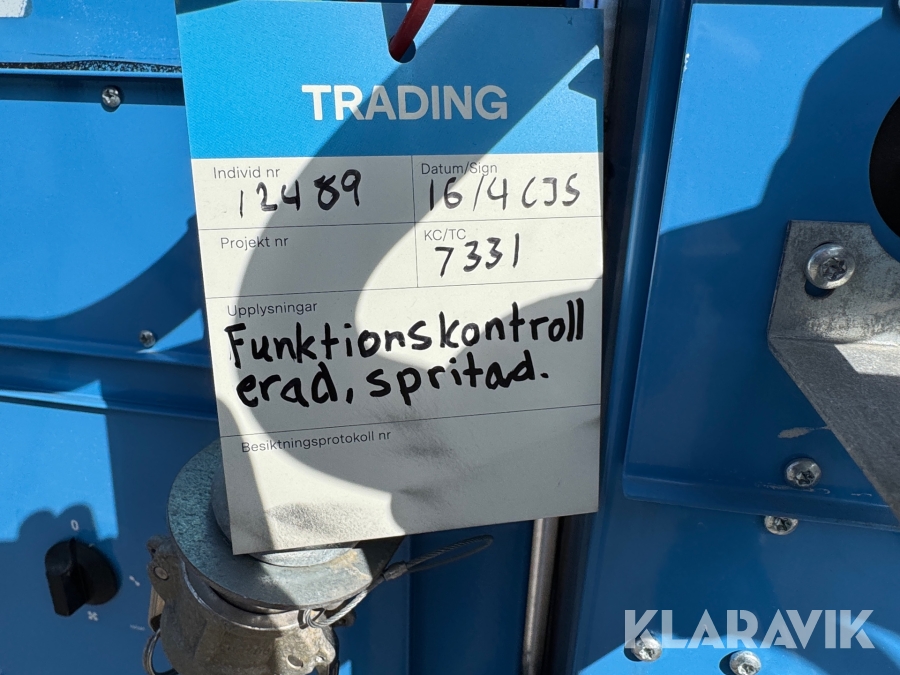 TRADING
Individ nr
12489
Datum/Sign
16/4 CJS
Projekt nr
KC/TC
7331
Upplysningar
Funktionskontroll
erad, spritad.
Besiktningsprotokoll nr
0
KLARAVIK